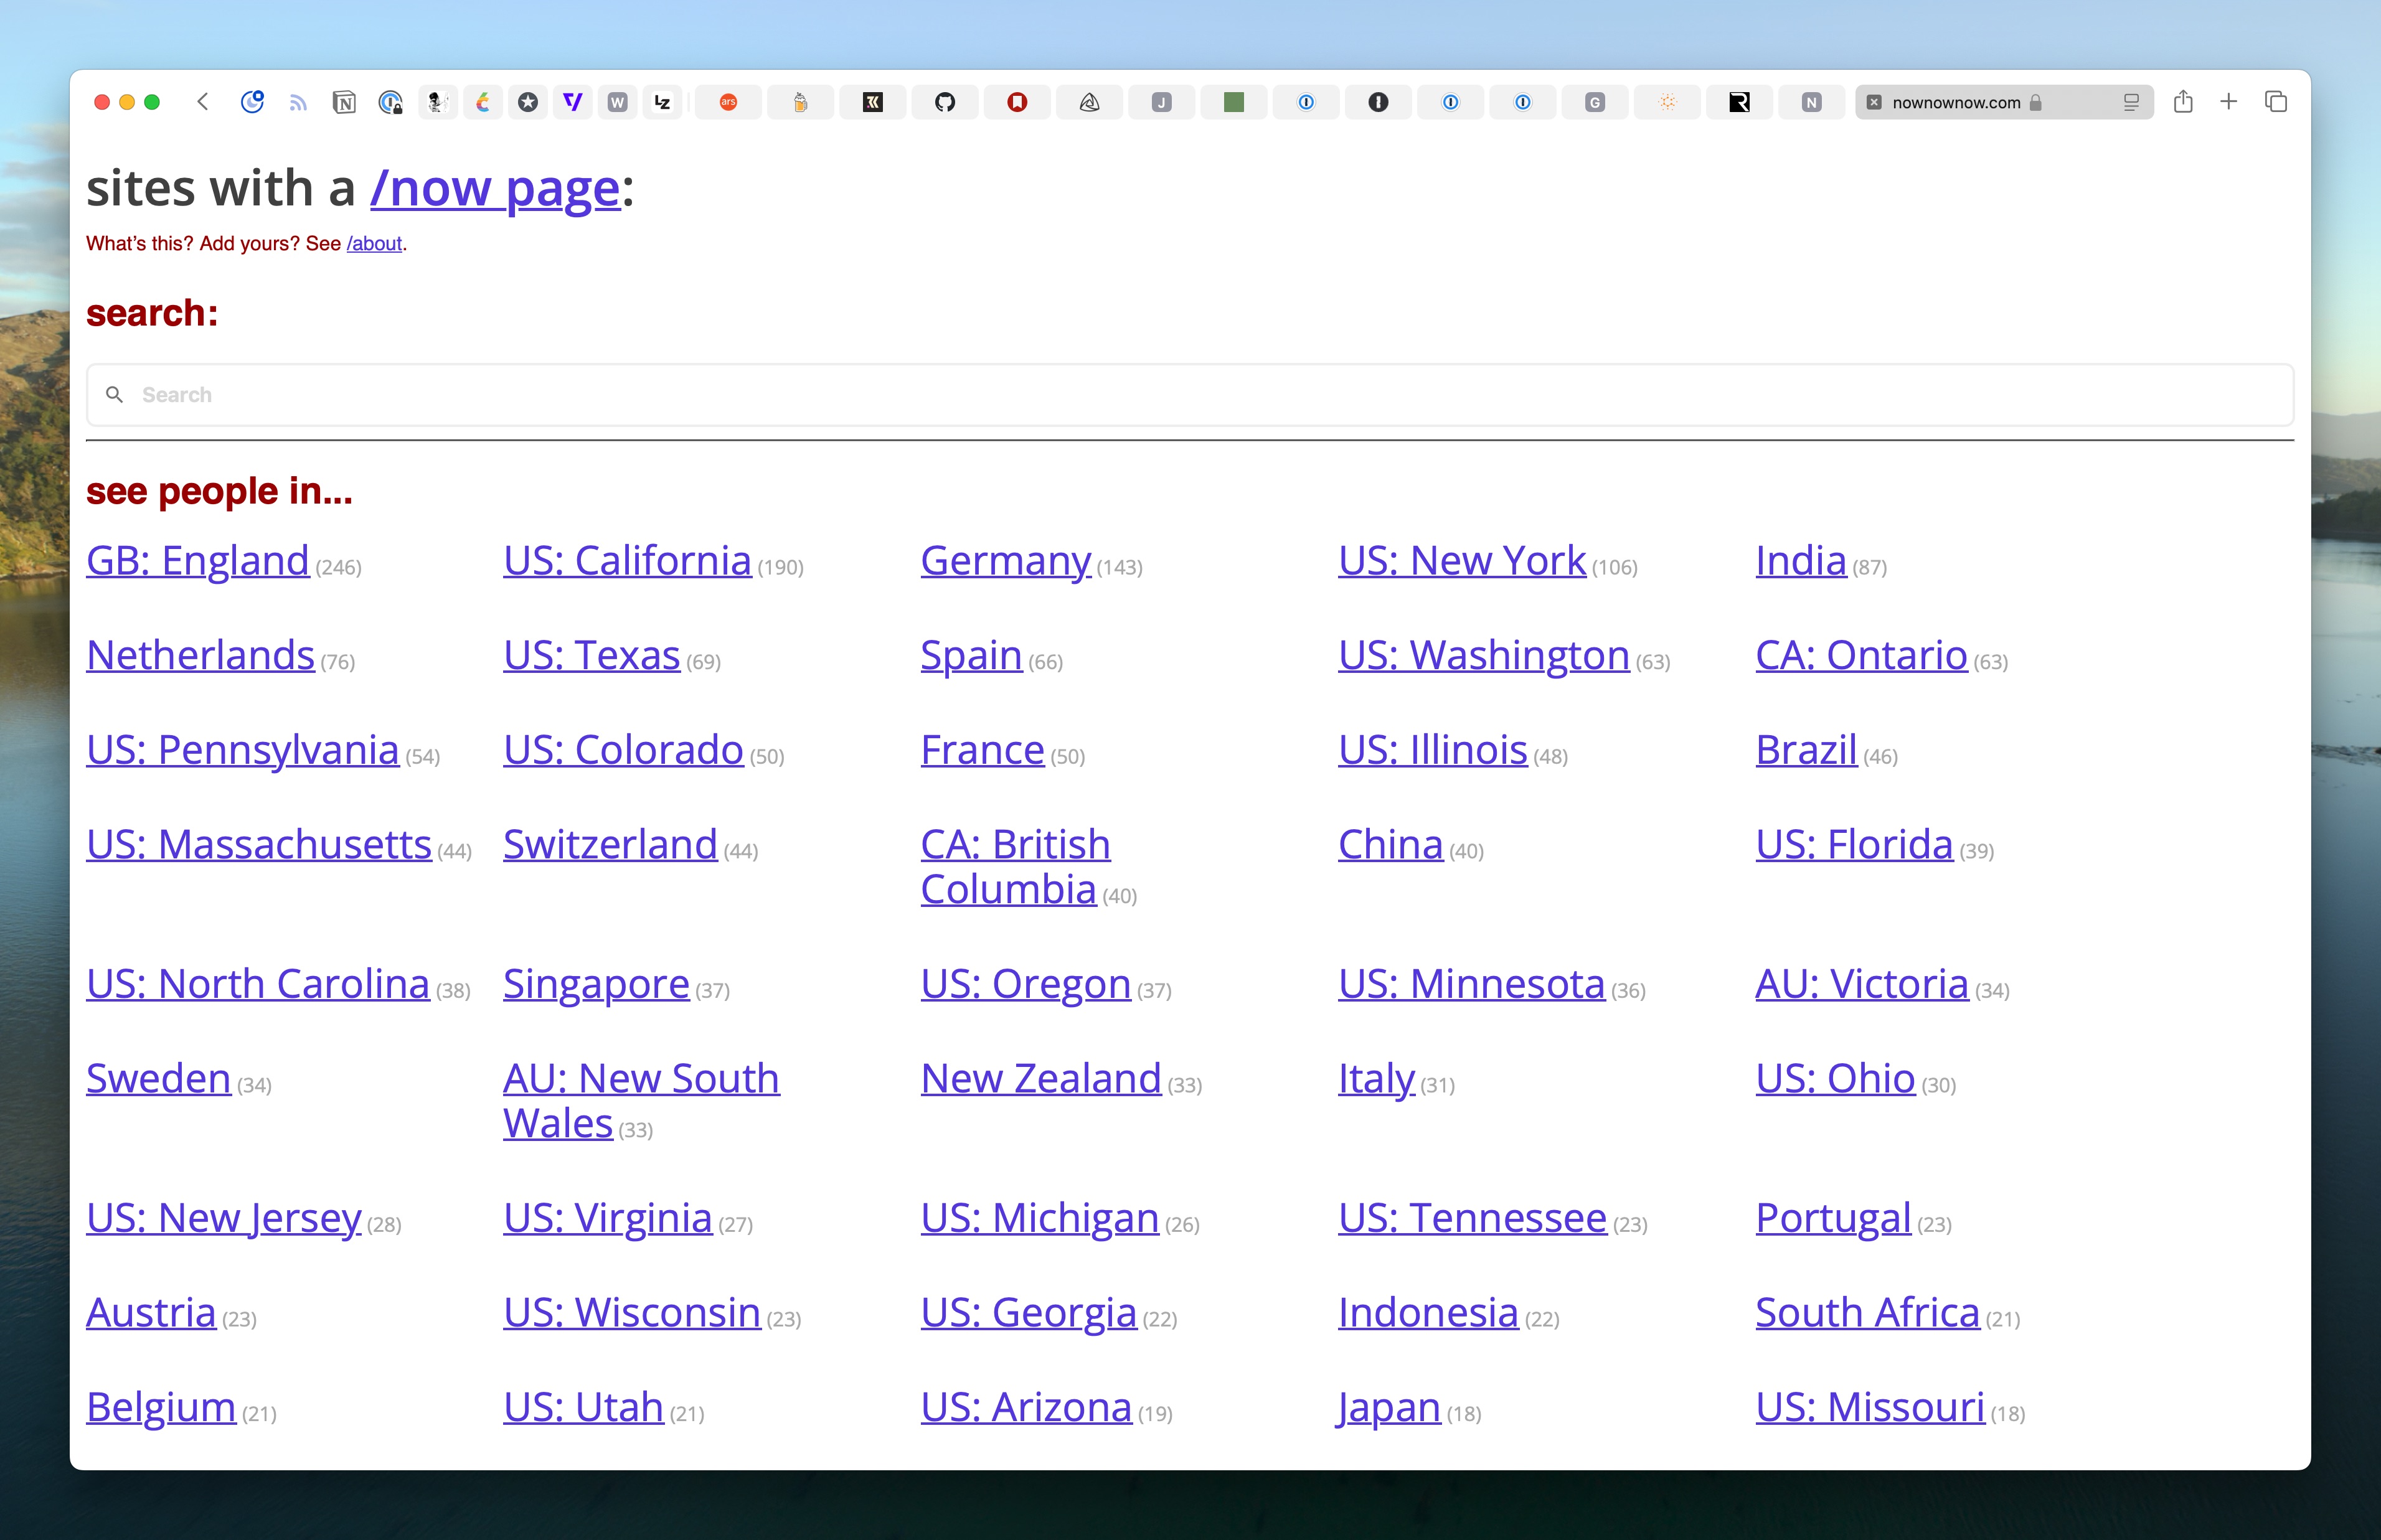 ars
J
G
N
nownownow.com
W
LZ
sites with a /now page:
What’s this? Add yours? See /about.
search:
Search
see people in...
GB: England (246)
US: California (190)
Germany (143)
US: New York (106)
India (87)
Netherlands (76)
US: Texas (69)
Spain (66)
US: Washington (63)
CA: Ontario (63)
US: Pennsylvania (54)
US: Colorado (50)
France (50)
US: Illinois (48)
Brazil (46)
US: Massachusetts (44)
Switzerland (44)
CA: British
Columbia (40)
China (40)
US: Florida (39)
US: North Carolina (38)
Singapore (37)
US: Oregon (37)
US: Minnesota (36)
AU: Victoria (34)
Sweden (34)
AU: New South
Wales (33)
New Zealand (33)
Italy (31)
US: Ohio (30)
US: New Jersey (28)
US: Virginia (27)
US: Michigan (26)
US: Tennessee (23)
Portugal (23)
Austria (23)
US: Wisconsin (23)
US: Georgia (22)
Indonesia (22)
South Africa (21)
Belgium (21)
US: Utah (21)
US: Arizona (19)
Japan (18)
US: Missouri (18)